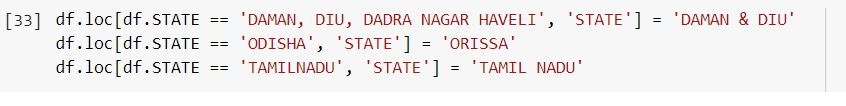 [33] df.loc[df.STATE == 'DAMAN, DIU, DADRA NAGAR HAVELI', 'STATE'] = 'DAMAN & DIU'
df.loc[df.STATE == 'ODISHA', 'STATE'] = 'ORISSA'
df.loc[df.STATE == 'TAMILNADU', 'STATE'] = 'TAMIL NADU'